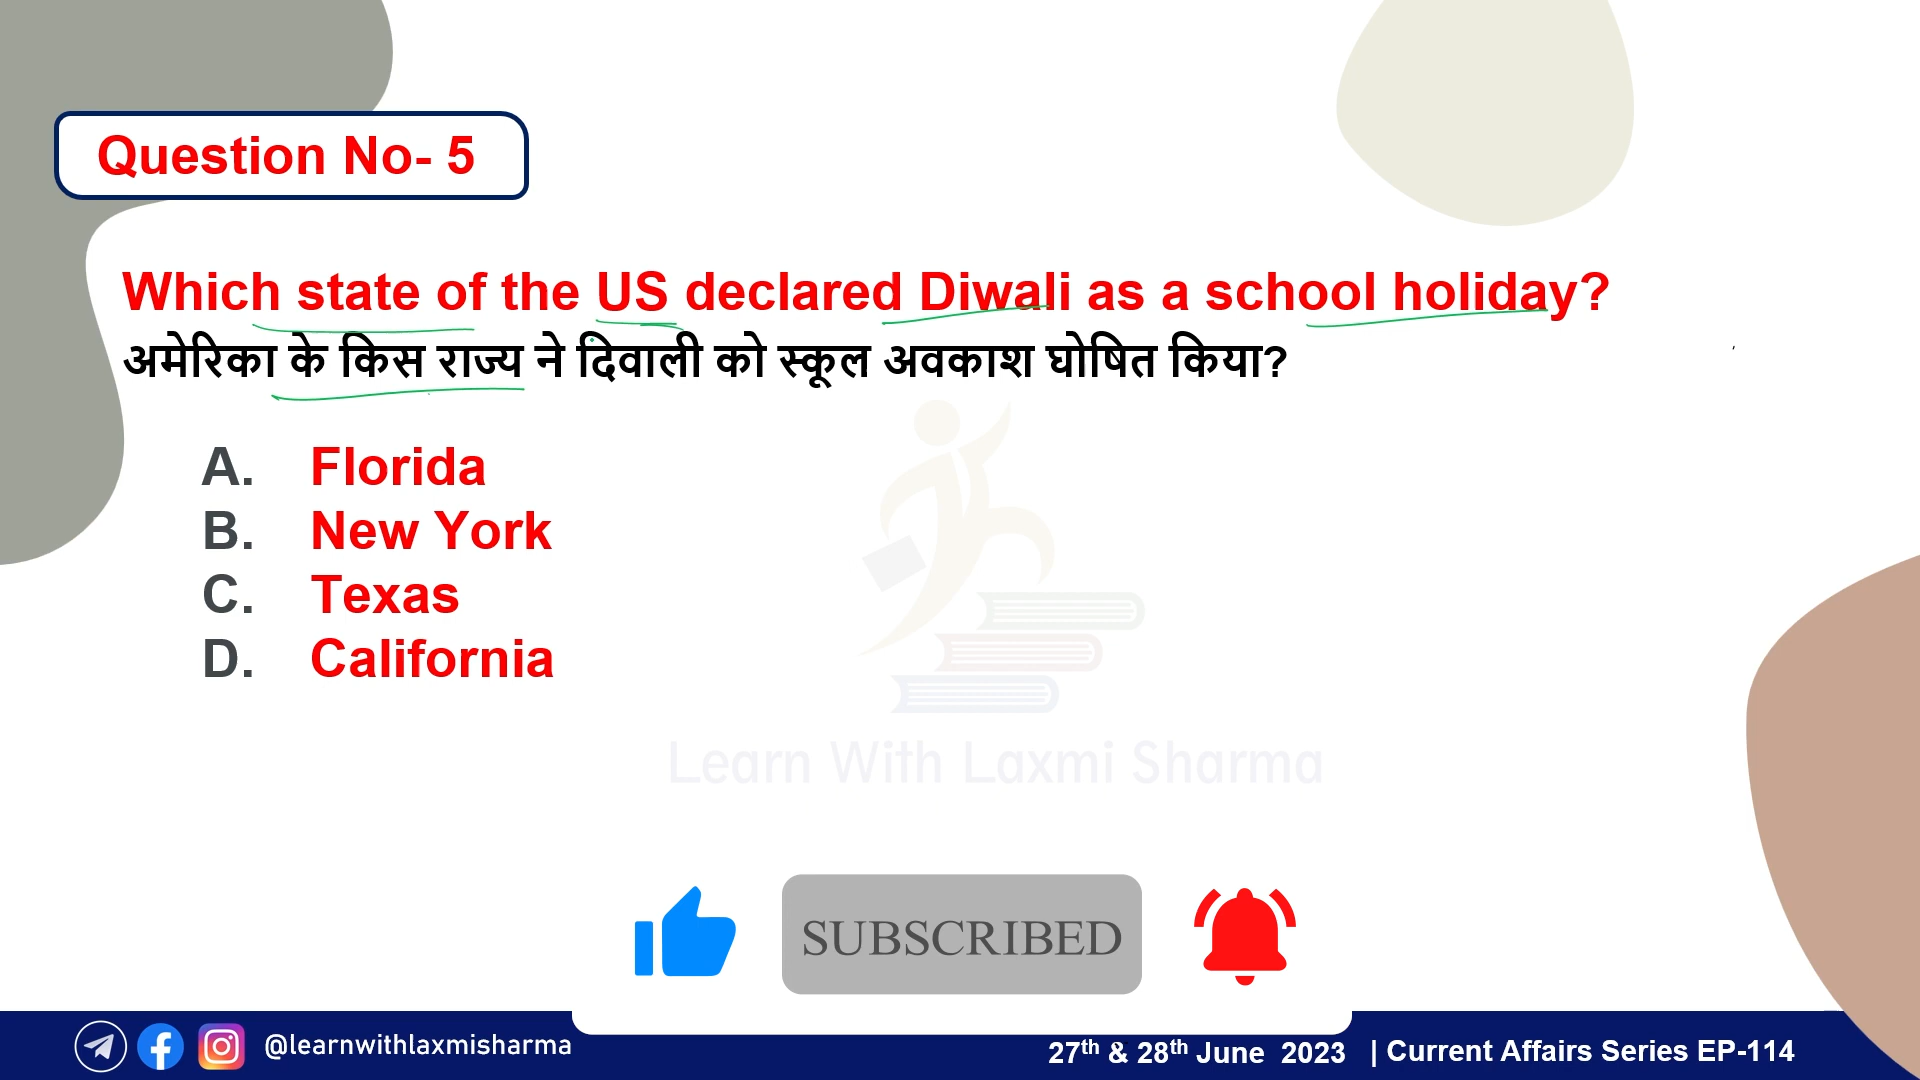 Question No- 5
Which state of the US declared Diwali as a school holiday?
अमेरिका के किस राज्य ने दिवाली को स्कूल अवकाश घोषित किया?
A. Florida
B. New York
C. Texas
D. California
Learn With Laxmi Sharma
SUBSCRIBED
@learnwithlaxmisharma
27th & 28th June 2023 | Current Affairs Series EP-114